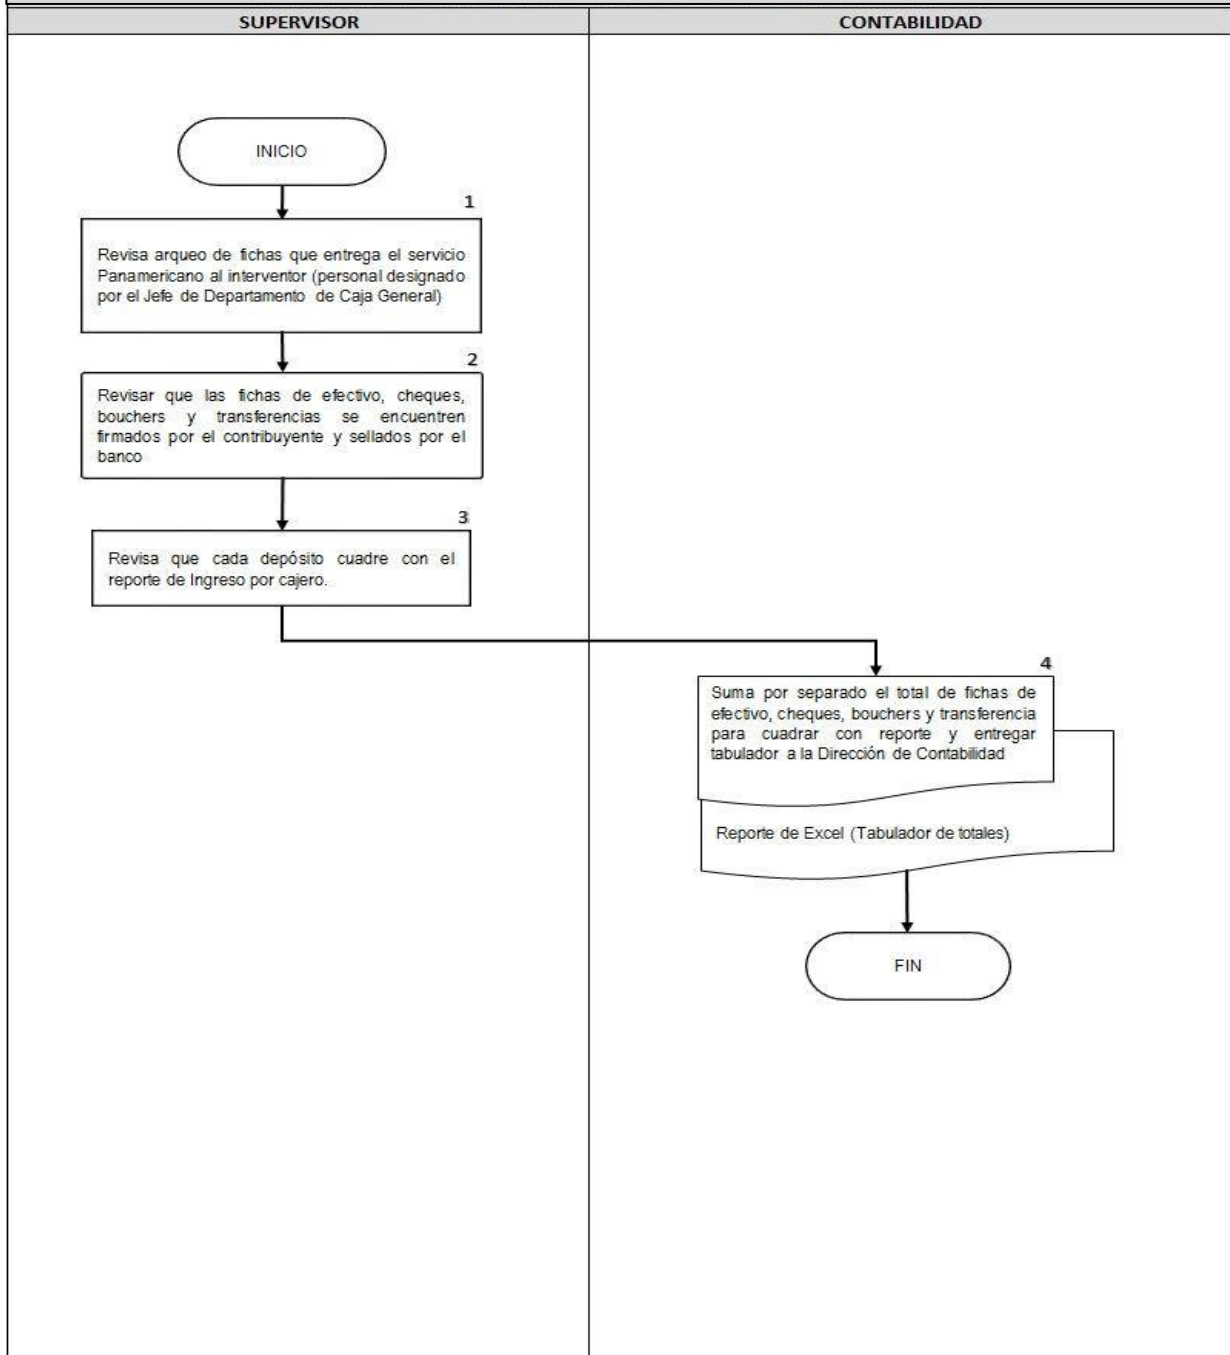 SUPERVISOR
CONTABILIDAD
INICIO
1
Revisa arqueo de fichas que entrega el servicio
Panamericano al interventor (personal designado
por el Jefe de Departamento de Caja General)
2
Revisar que las fichas de efectivo, cheques,
bouchers y transferencias se encuentren
firmados por el contribuyente y sellados por el
banco
3
Revisa que cada depósito cuadre con el
reporte de Ingreso por cajero.
4
Suma por separado el total de fichas de
efectivo, cheques, bouchers y transferencia
para cuadrar con reporte y entregar
tabulador a la Dirección de Contabilidad
Reporte de Excel (Tabulador de totales)
FIN